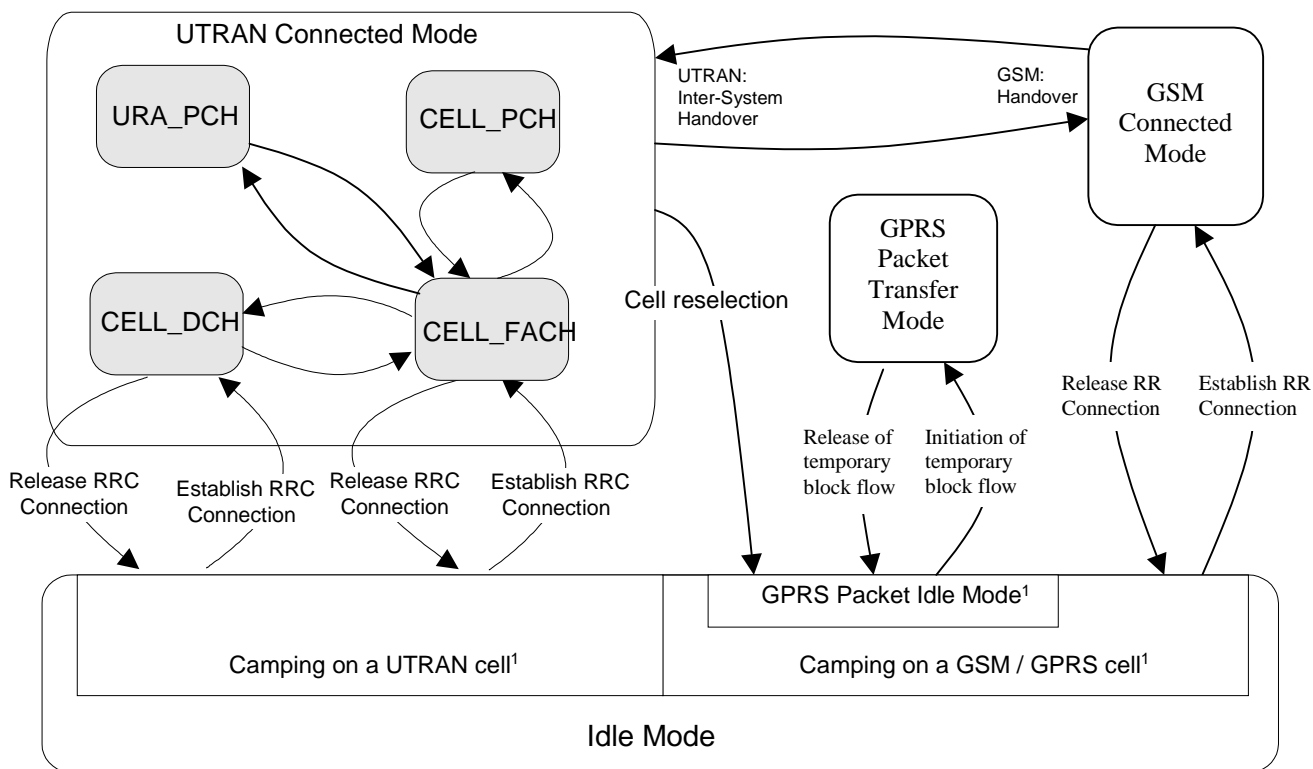 UTRAN Connected Mode
URA_PCH
CELL_PCH
CELL_DCH
CELL_FACH
UTRAN:
Inter-System
Handover
GSM:
Handover
GSM
Connected
Mode
GPRS
Packet
Transfer
Mode
Cell reselection
Release RRC
Connection
Establish RRC
Connection
Release RRC
Connection
Establish RRC
Connection
Release of
temporary
block flow
Initiation of
temporary
block flow
Release RR
Connection
Establish RR
Connection
GPRS Packet Idle Mode¹
Camping on a UTRAN cell¹
Camping on a GSM / GPRS cell¹
Idle Mode